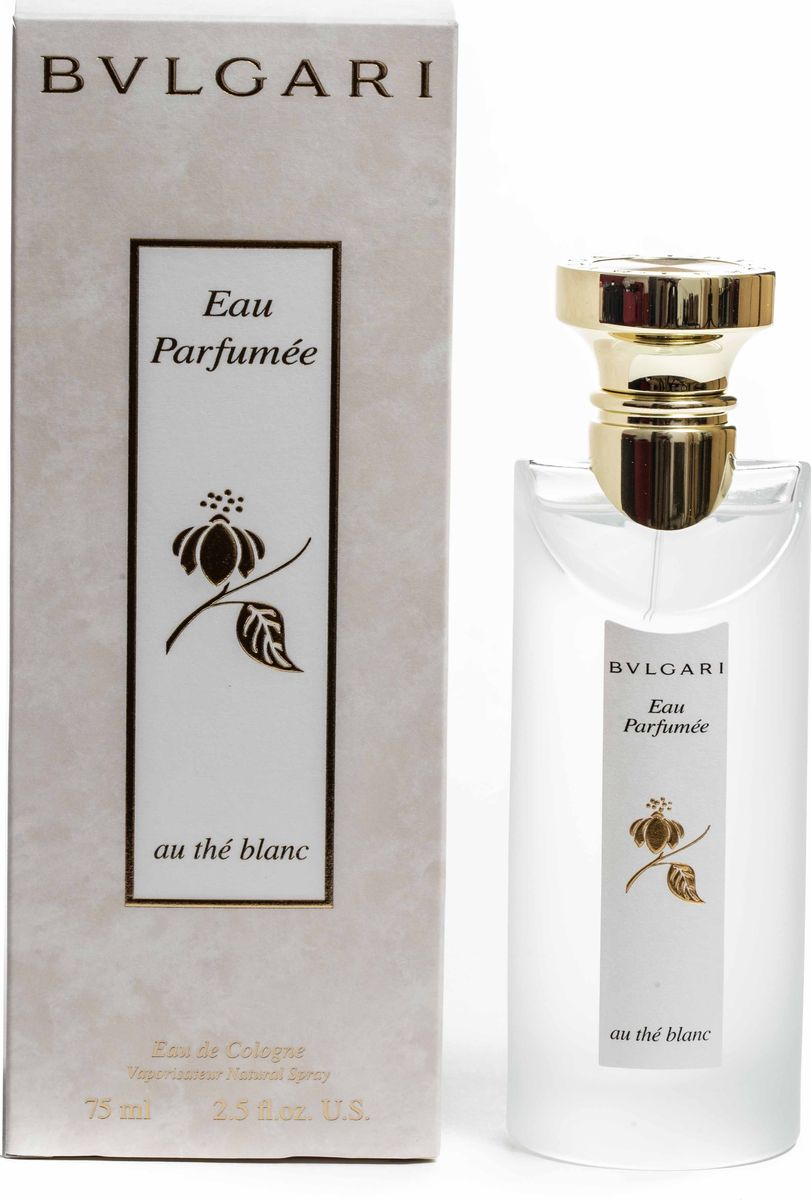 BVLGARI
Eau
Parfumée
au thé blanc
Eau de Cologne
Vaporisateur Natural Spray
75 ml 2.5 fl.oz. U.S.
BVLGARI
Eau
Parfumée
au thé blanc